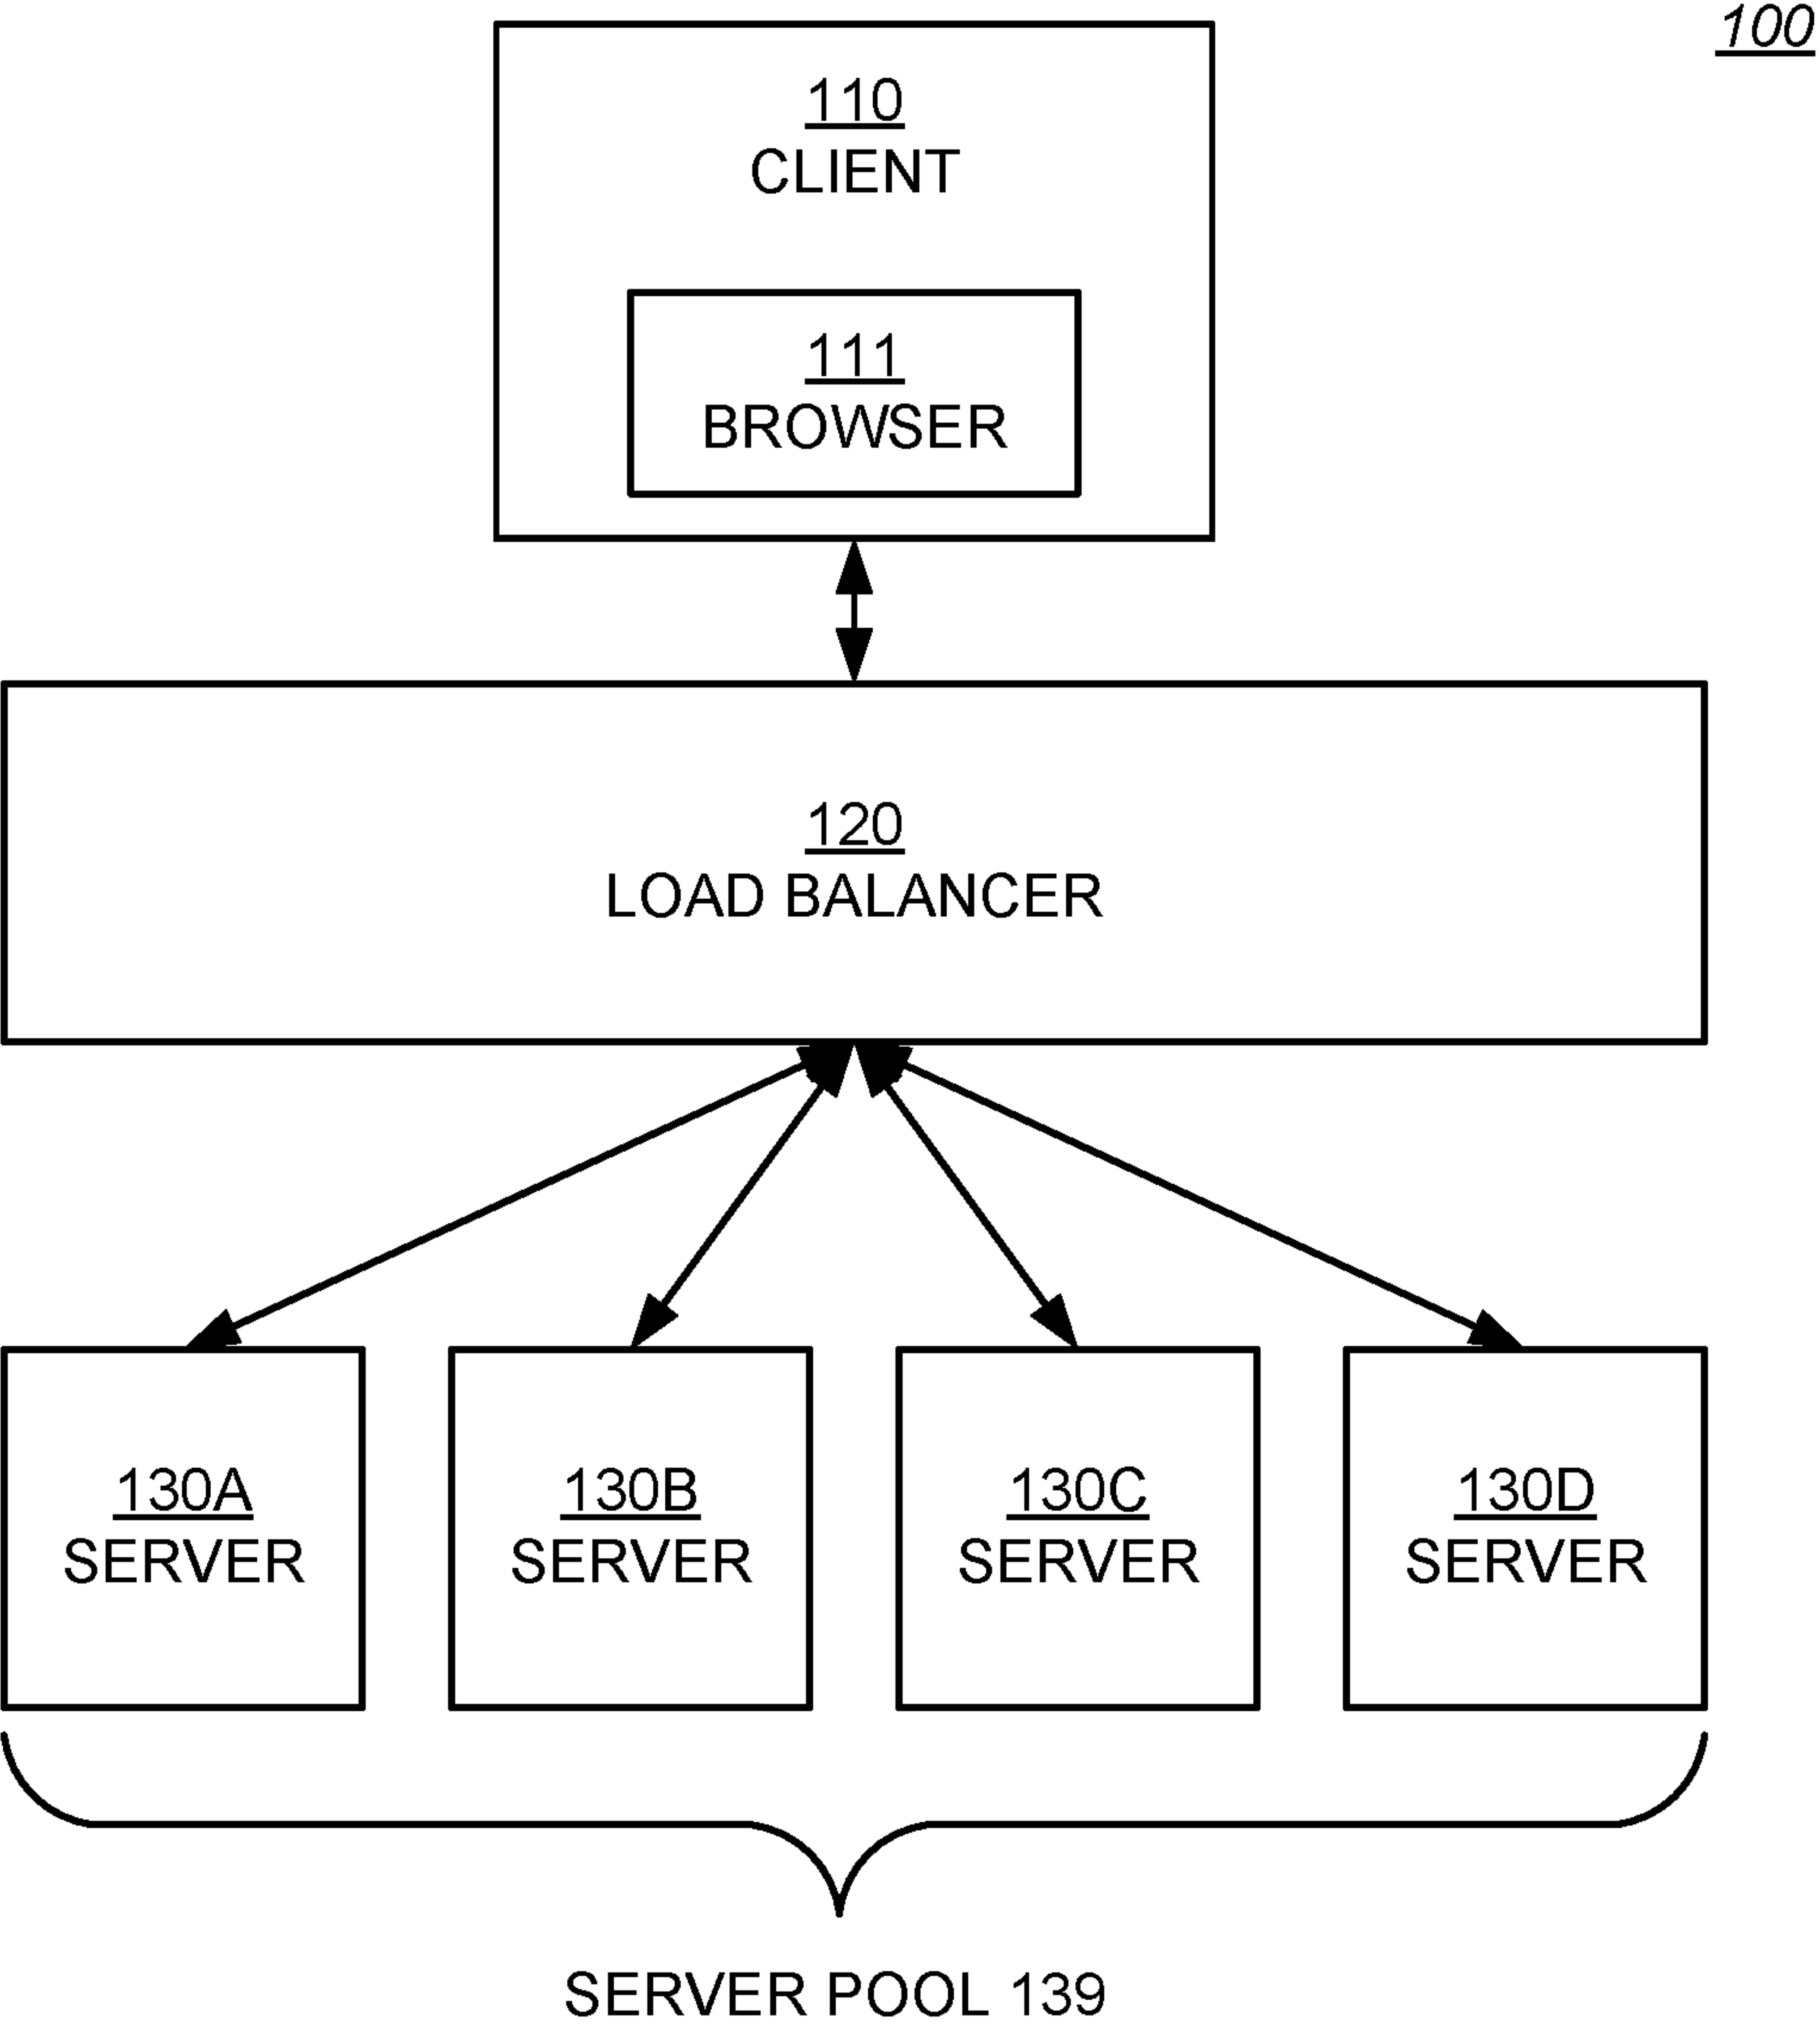 100
110
CLIENT
111
BROWSER
120
LOAD BALANCER
130A
SERVER
130B
SERVER
130C
SERVER
130D
SERVER
SERVER POOL 139